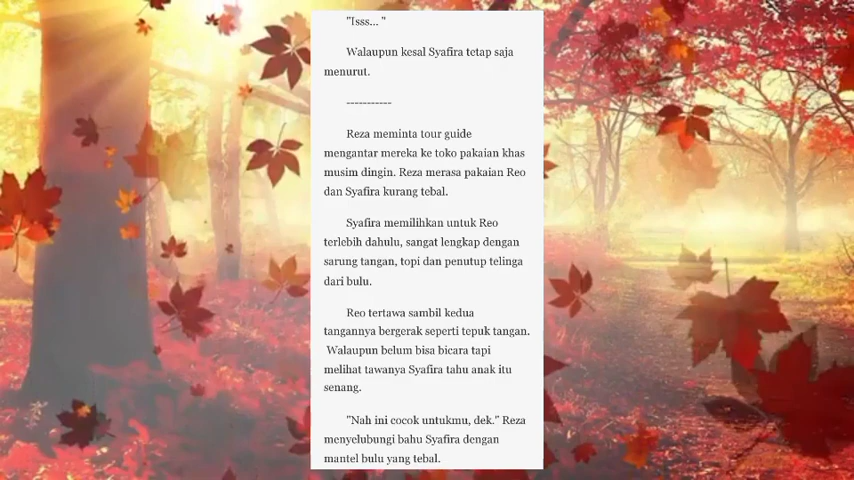 "Isss... "
Walaupun kesal Syafira tetap saja
menurut.
-----------
Reza meminta tour guide
mengantar mereka ke toko pakaian khas
musim dingin. Reza merasa pakaian Reo
dan Syafira kurang tebal.
Syafira memilihkan untuk Reo
terlebih dahulu, sangat lengkap dengan
sarung tangan, topi dan penutup telinga
dari bulu.
Reo tertawa sambil kedua
tangannya bergerak seperti tepuk tangan.
Walaupun belum bisa bicara tapi
melihat tawanya Syafira tahu anak itu
senang.
"Nah ini cocok untukmu, dek." Reza
menyelubungi bahu Syafira dengan
mantel bulu yang tebal.